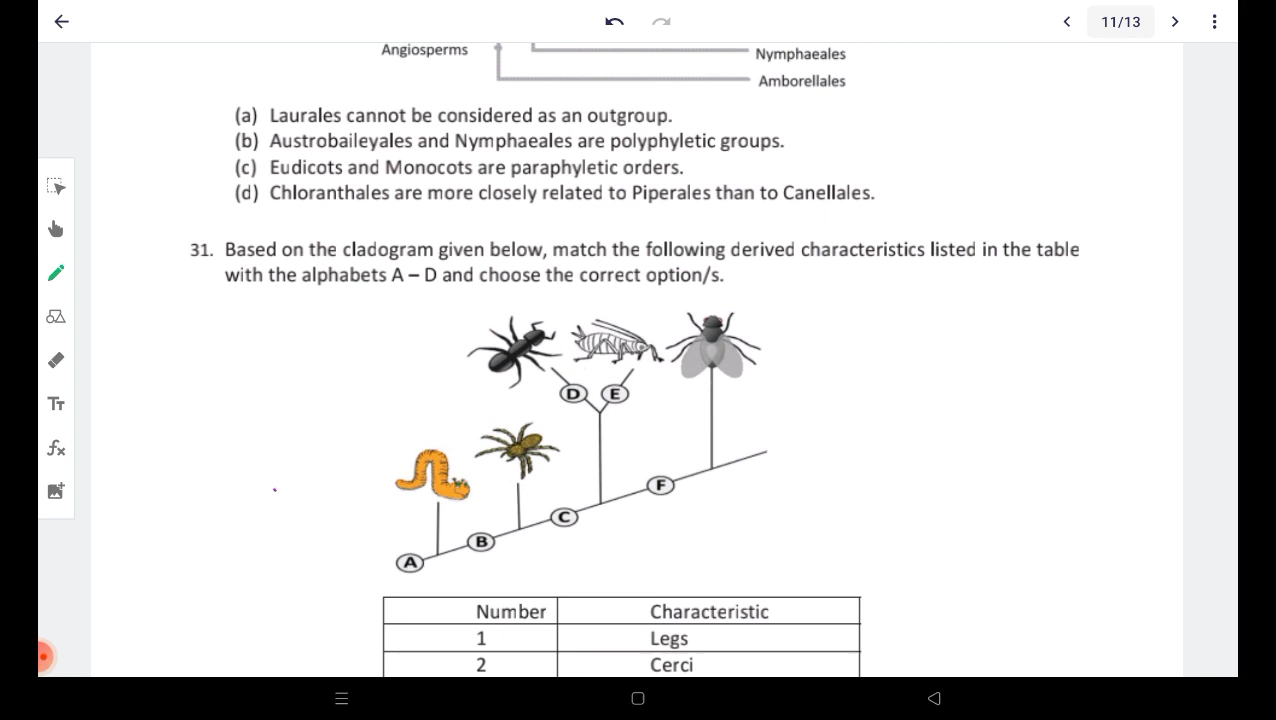 11/13
Angiosperms
Nymphaeales
Amborellales
(a) Laurales cannot be considered as an outgroup.
(b) Austrobaileyales and Nymphaeales are polyphyletic groups.
(c) Eudicots and Monocots are paraphyletic orders.
(d) Chloranthales are more closely related to Piperales than to Canellales.
31. Based on the cladogram given below, match the following derived characteristics listed in the table
with the alphabets A – D and choose the correct option/s.
D E
F
C
B
A
Number Characteristic
1 Legs
2 Cerci
Tт
fx